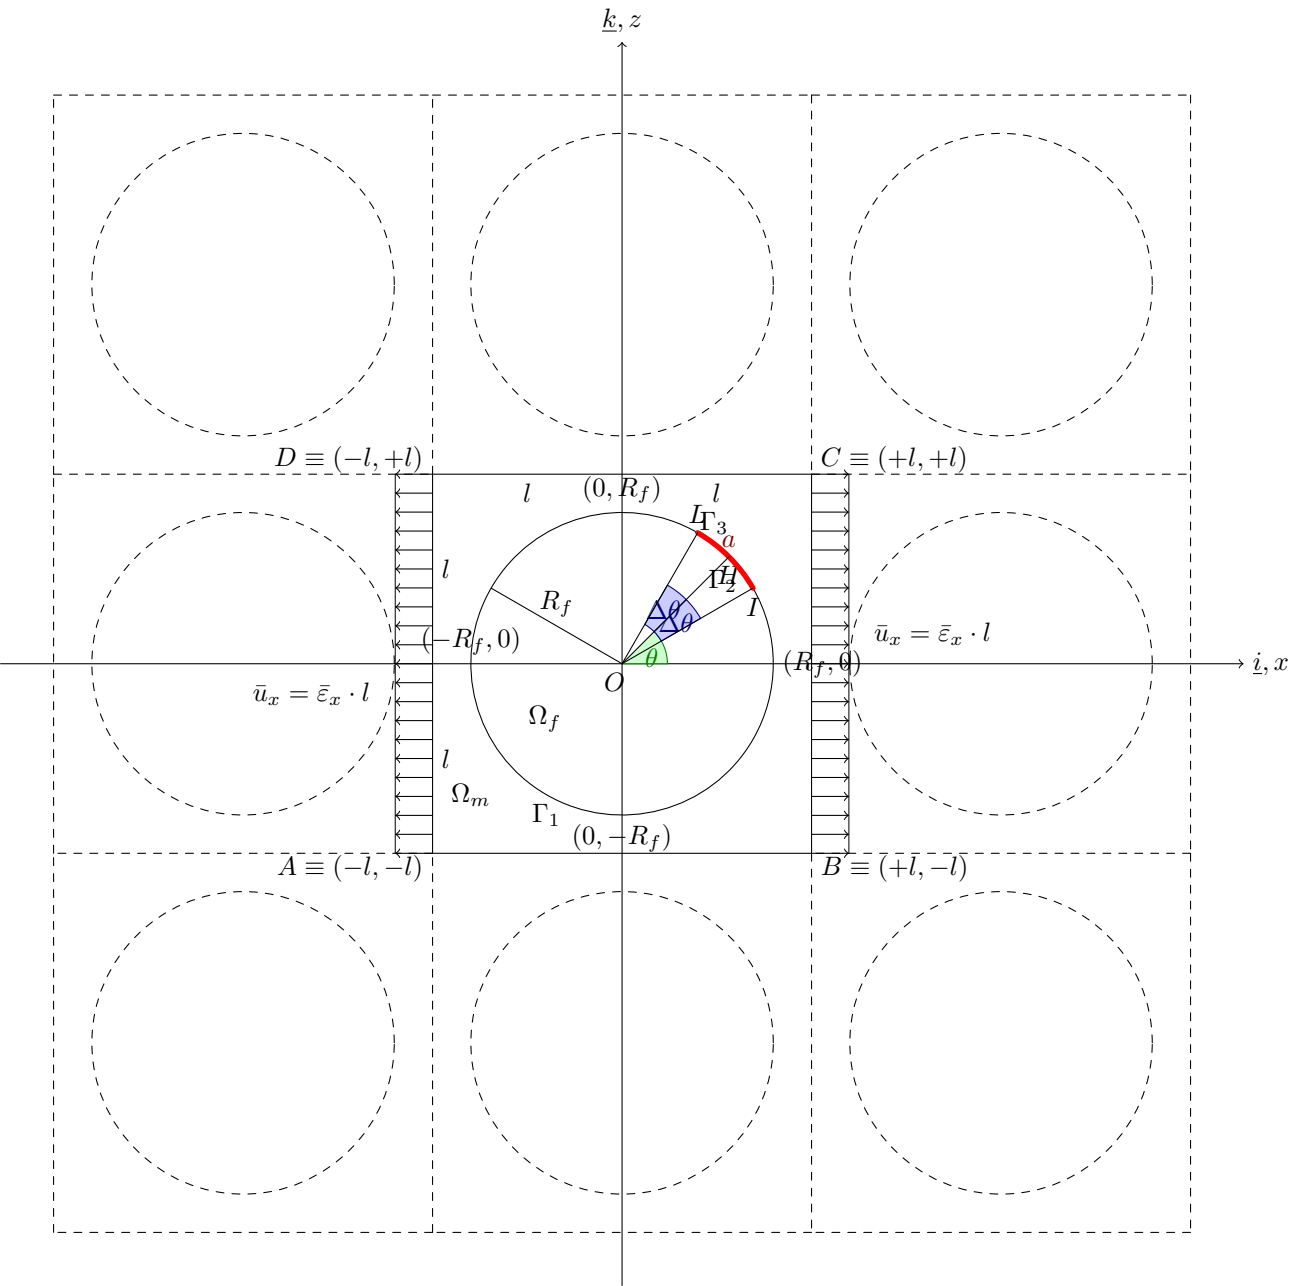 k, z
D ≡ (−l, +l)
C ≡ (+l, +l)
l
(0, R_f)
l
L
Γ_3
a
H
Γ_2
l
I
R_f
Δθ
Δθ
ū_x = ε̄_x · l
(−R_f, 0)
θ
(R_f, 0)
i, x
O
ū_x = ε̄_x · l
Ω_f
l
Ω_m
Γ_1
(0, −R_f)
A ≡ (−l, −l)
B ≡ (+l, −l)